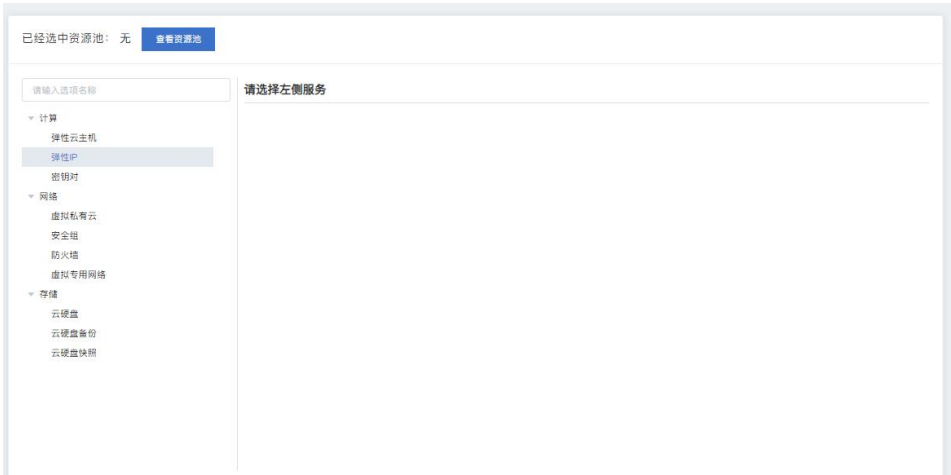 已经选中资源池： 无 查看资源池
请输入选项名称
请选择左侧服务
计算
弹性云主机
弹性IP
密钥对
网络
虚拟私有云
安全组
防火墙
虚拟专用网络
存储
云硬盘
云硬盘备份
云硬盘快照